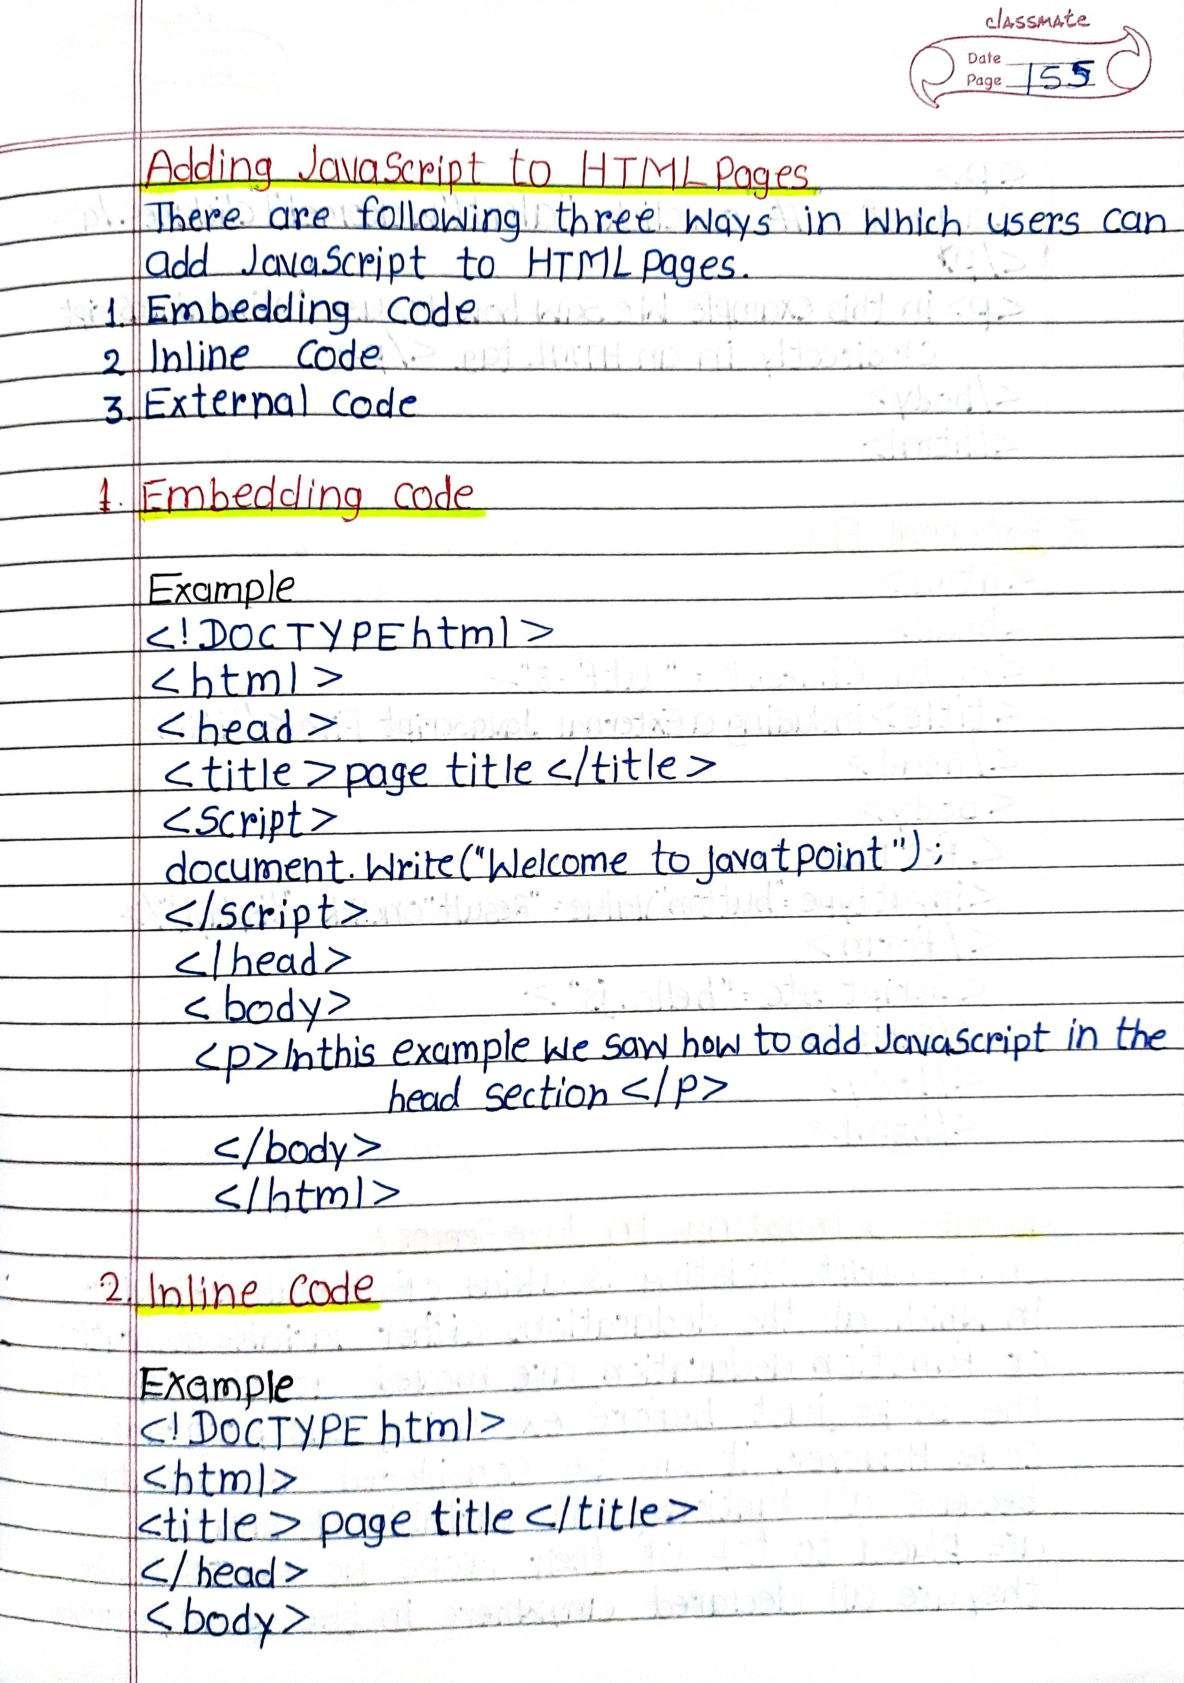 classmate
Date
Page 155
Adding JavaScript to HTML Pages
There are following three ways in which users can
add JavaScript to HTML pages.
1. Embedding code
2 Inline code
3. External code
1. Embedding code
Example
<!DOCTYPE html>
<html>
<head>
<title>page title</title>
<script>
document.write("Welcome to javatpoint");
</script>
</head>
<body>
<p>In this example we saw how to add JavaScript in the
head section </p>
</body>
</html>
2. Inline code
Example
<!DOCTYPE html>
<html>
<title> page title </title>
</head>
<body>